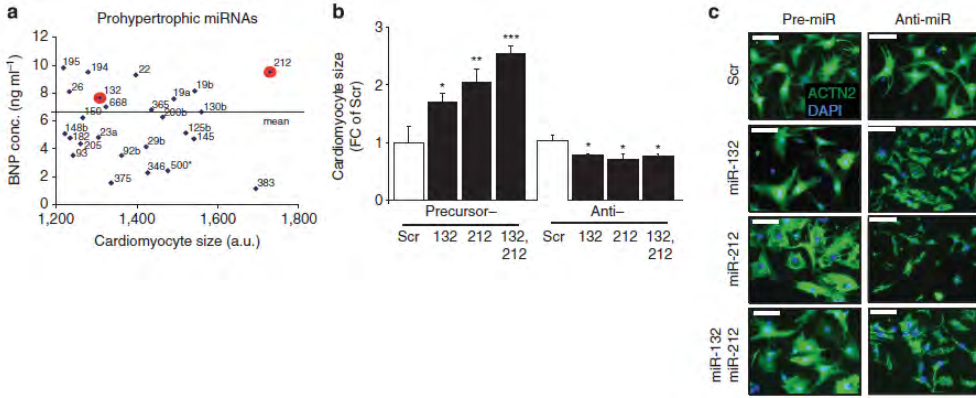 a
Prohypertrophic miRNAs
BNP conc. (ng ml⁻¹)
12
10
8
6
4
2
0
195
194
22
212
26
132
668
19a
19b
365
150
200b
130b
mean
148b
182
23a
205
93
92b
29b
125b
145
346
500*
375
383
1,200
1,400
1,600
1,800
Cardiomyocyte size (a.u.)
b
Cardiomyocyte size
(FC of Scr)
3
2
1
0
*
**
***
*
*
*
Precursor–
Anti–
Scr
132
212
132,
212
Scr
132
212
132,
212
c
Pre-miR
Anti-miR
Scr
ACTN2
DAPI
miR-132
miR-212
miR-132
miR-212